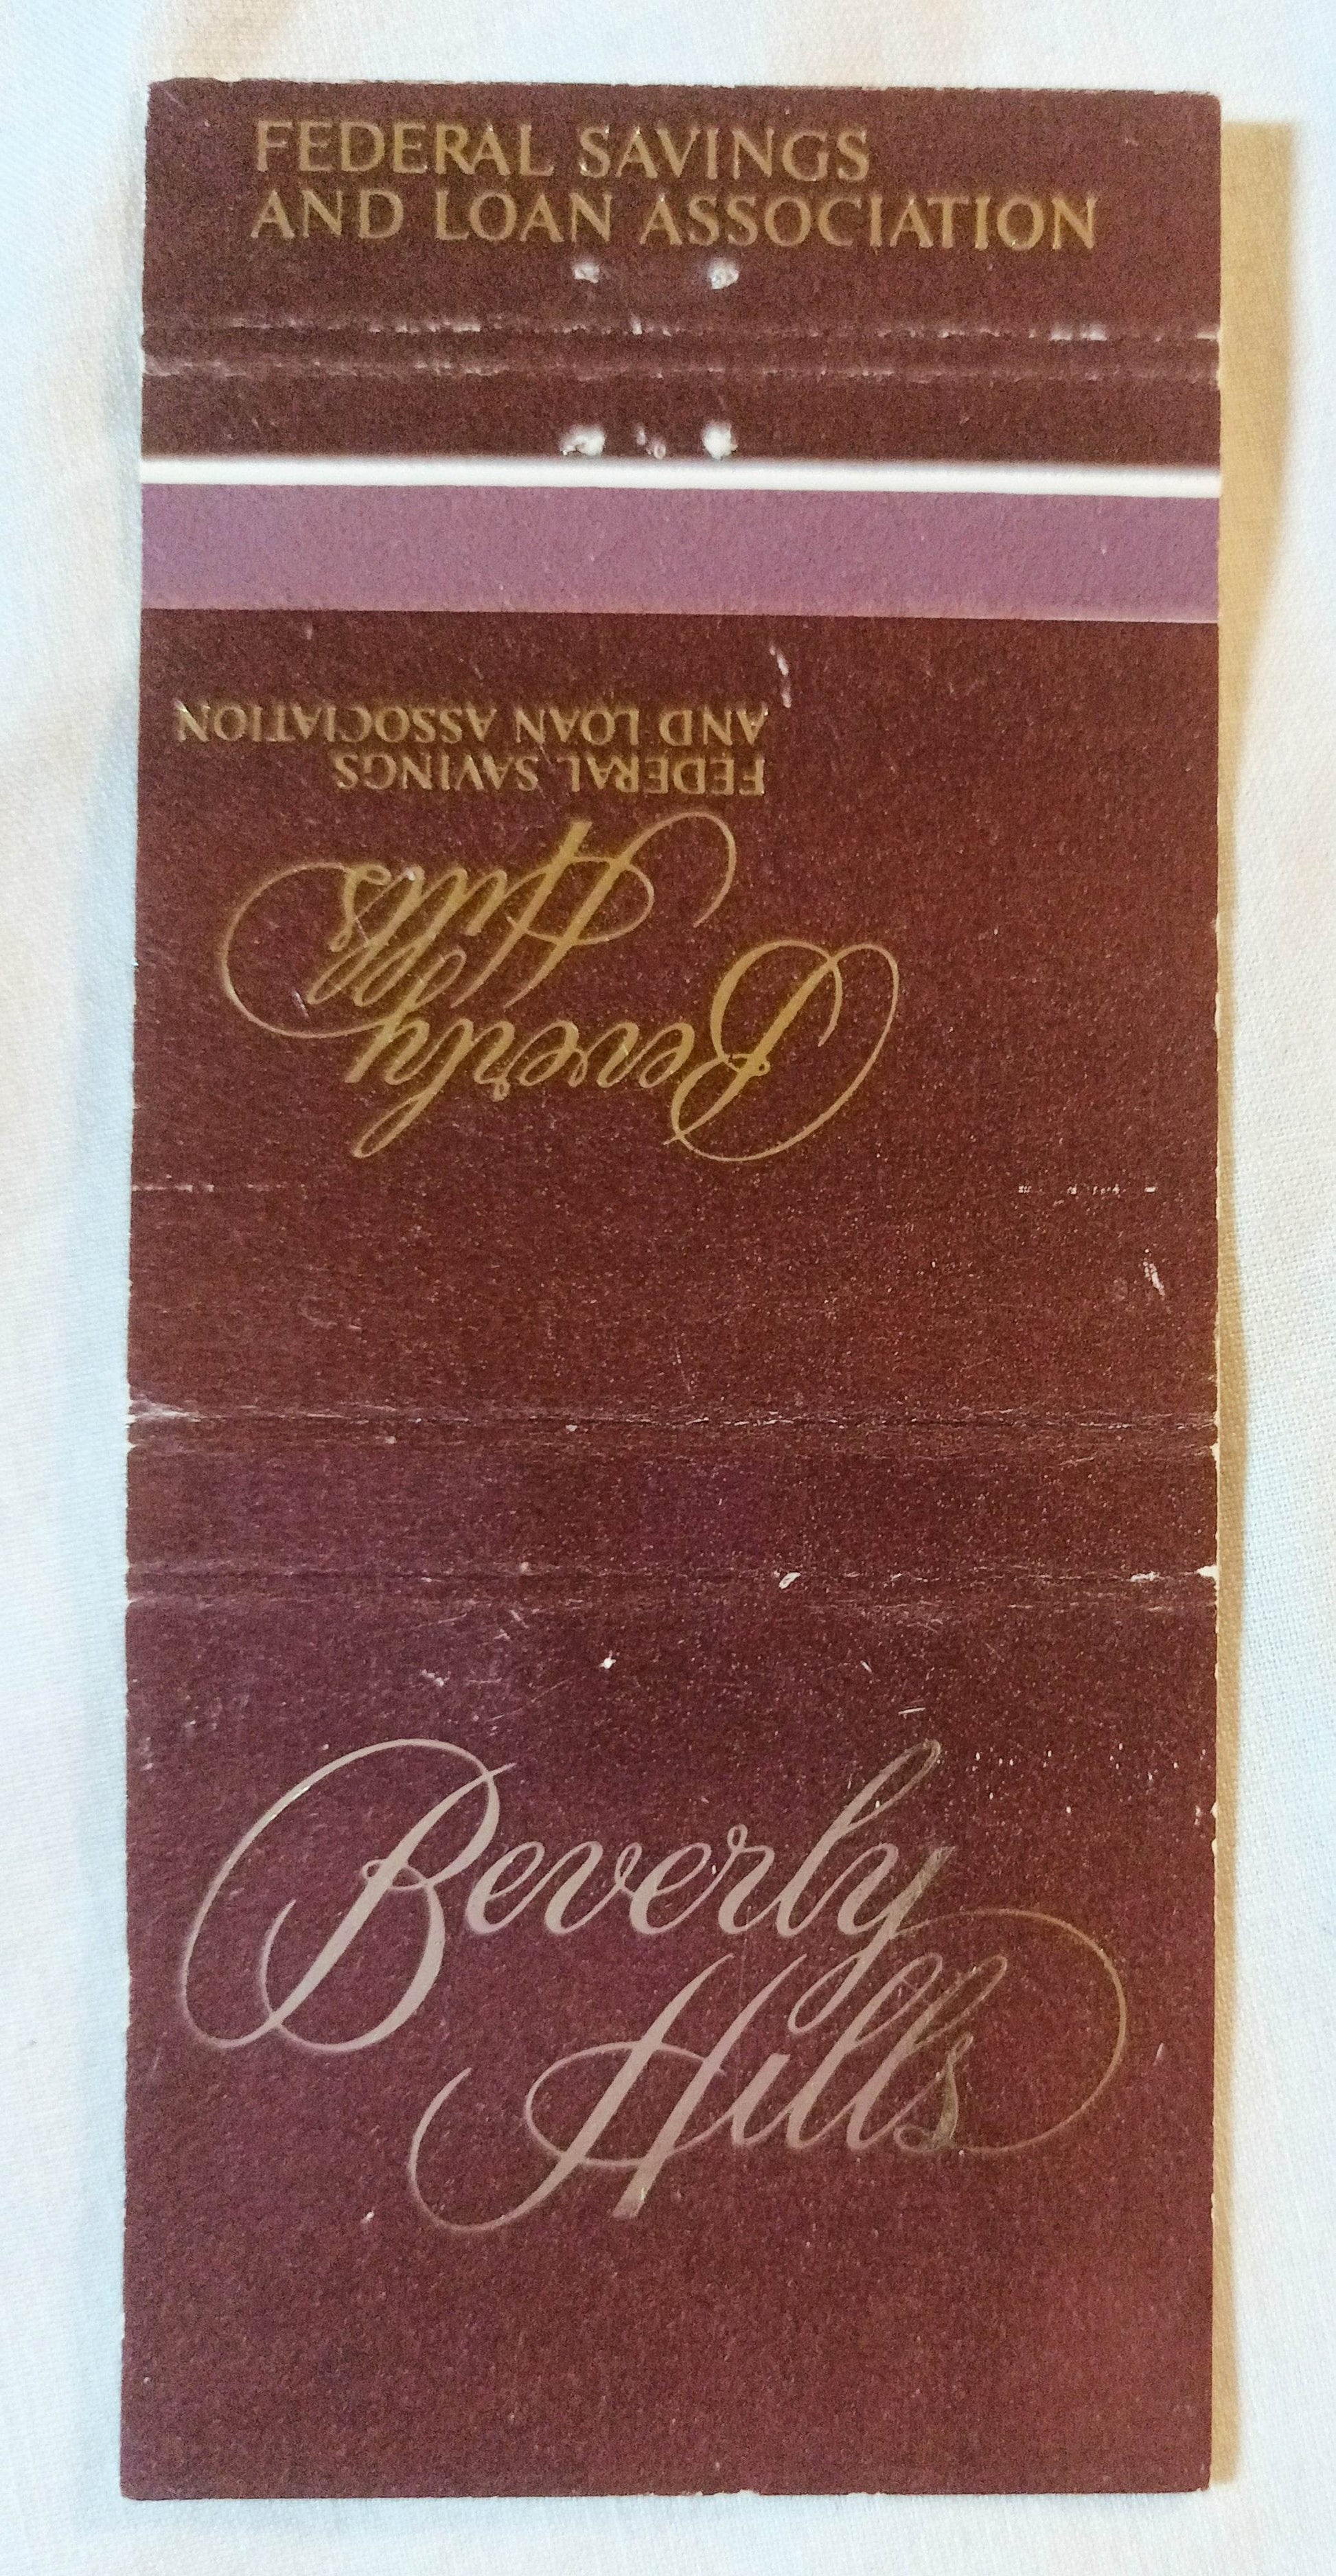 FEDERAL SAVINGS
AND LOAN ASSOCIATION
Beverly
Hills
FEDERAL SAVINGS
AND LOAN ASSOCIATION
Beverly
Hills